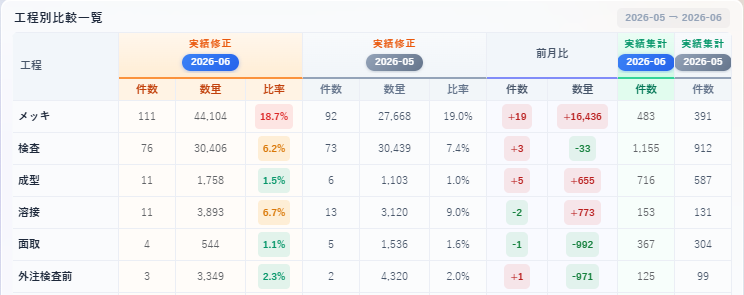 工程別比較一覧 2026-05 → 2026-06
工程 実績修正 2026-06 実績修正 2026-05 前月比 実績集計 2026-06 実績集計 2026-05
件数 数量 比率 件数 数量 比率 件数 数量 件数 件数
メッキ 111 44,104 18.7% 92 27,668 19.0% +19 +16,436 483 391
検査 76 30,406 6.2% 73 30,439 7.4% +3 -33 1,155 912
成型 11 1,758 1.5% 6 1,103 1.0% +5 +655 716 587
溶接 11 3,893 6.7% 13 3,120 9.0% -2 +773 153 131
面取 4 544 1.1% 5 1,536 1.6% -1 -992 367 304
外注検査前 3 3,349 2.3% 2 4,320 2.0% +1 -971 125 99